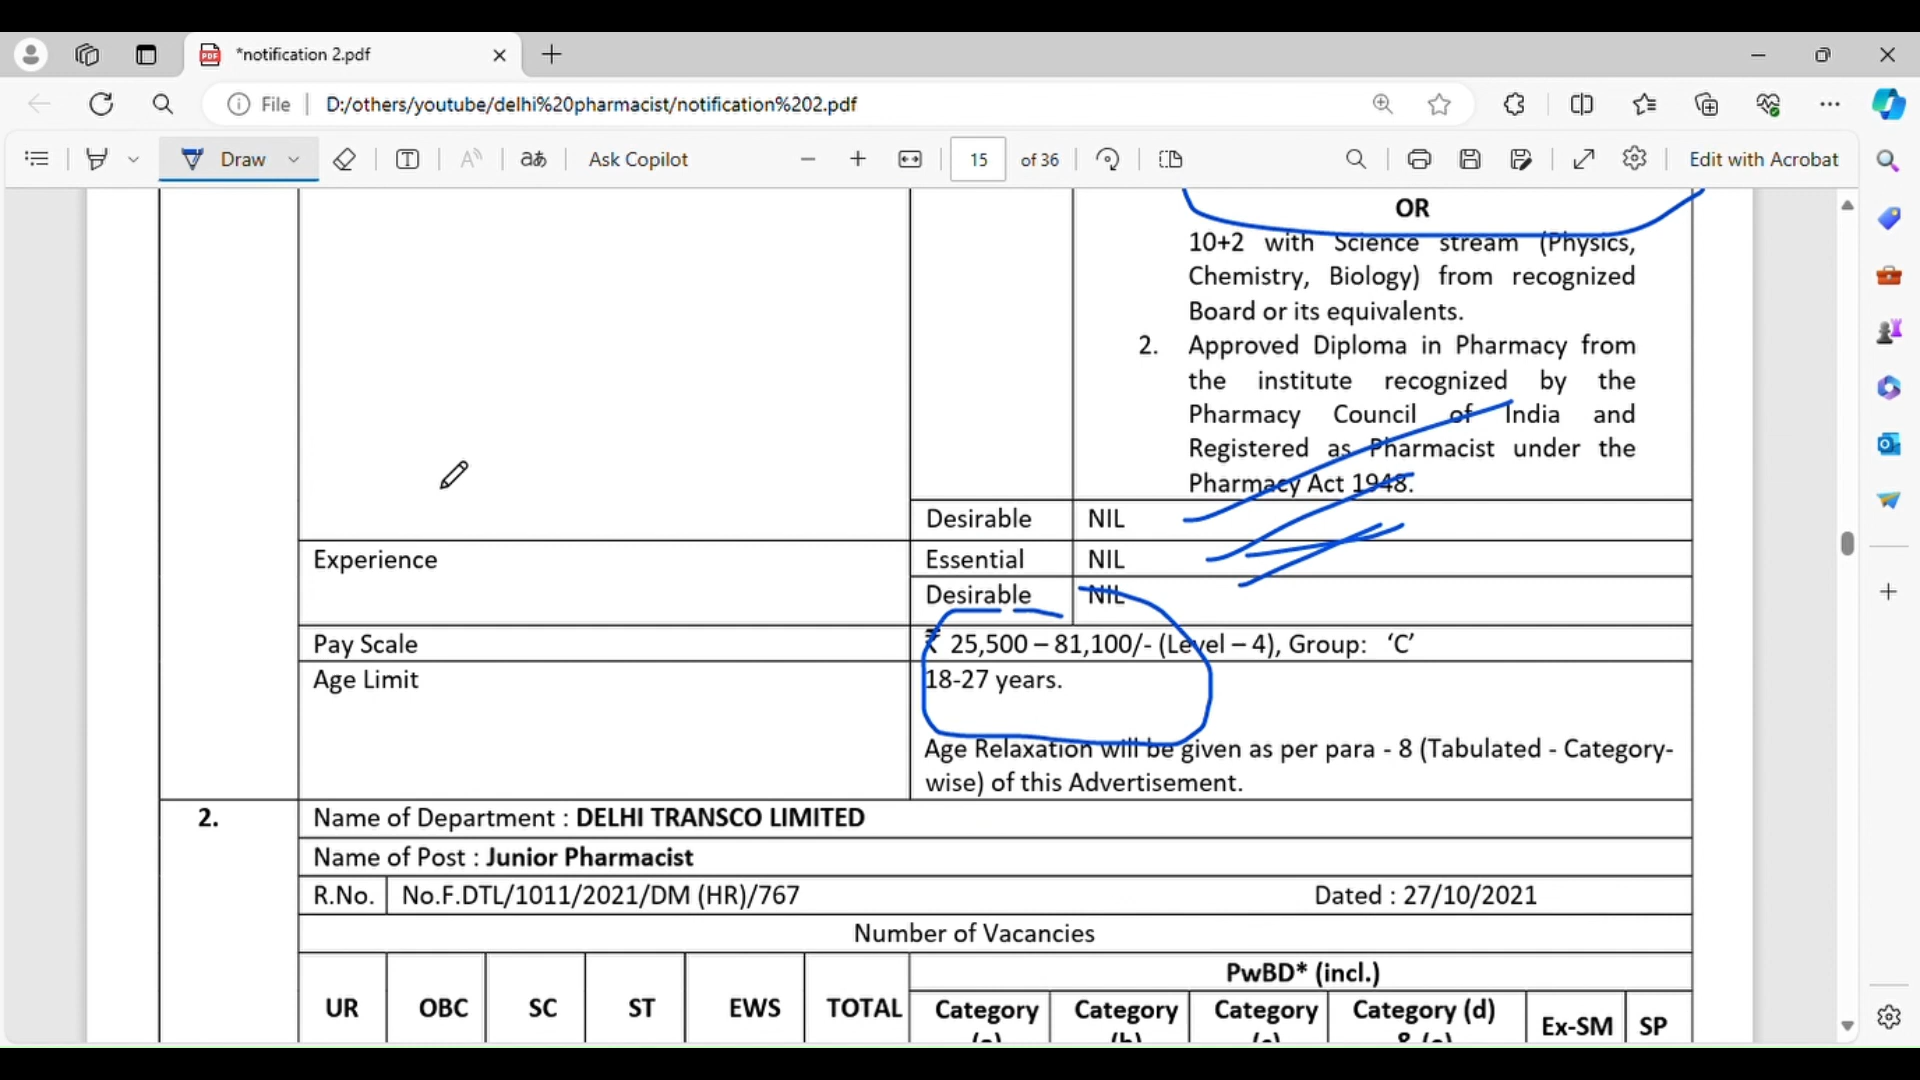 *notification 2.pdf
File
D:/others/youtube/delhi%20pharmacist/notification%202.pdf
Draw
Ask Copilot
15 of 36
Edit with Acrobat
OR
10+2 with Science stream (Physics,
Chemistry, Biology) from recognized
Board or its equivalents.
2. Approved Diploma in Pharmacy from
the institute recognized by the
Pharmacy Council of India and
Registered as Pharmacist under the
Pharmacy Act 1948.
Desirable NIL
Experience Essential NIL
Desirable NIL
Pay Scale ₹ 25,500 – 81,100/- (Level – 4), Group: ‘C’
Age Limit 18-27 years.
Age Relaxation will be given as per para - 8 (Tabulated - Category-
wise) of this Advertisement.
2. Name of Department : DELHI TRANSCO LIMITED
Name of Post : Junior Pharmacist
R.No. No.F.DTL/1011/2021/DM (HR)/767 Dated : 27/10/2021
Number of Vacancies
PwBD* (incl.)
UR OBC SC ST EWS TOTAL Category Category Category Category (d) Ex-SM SP